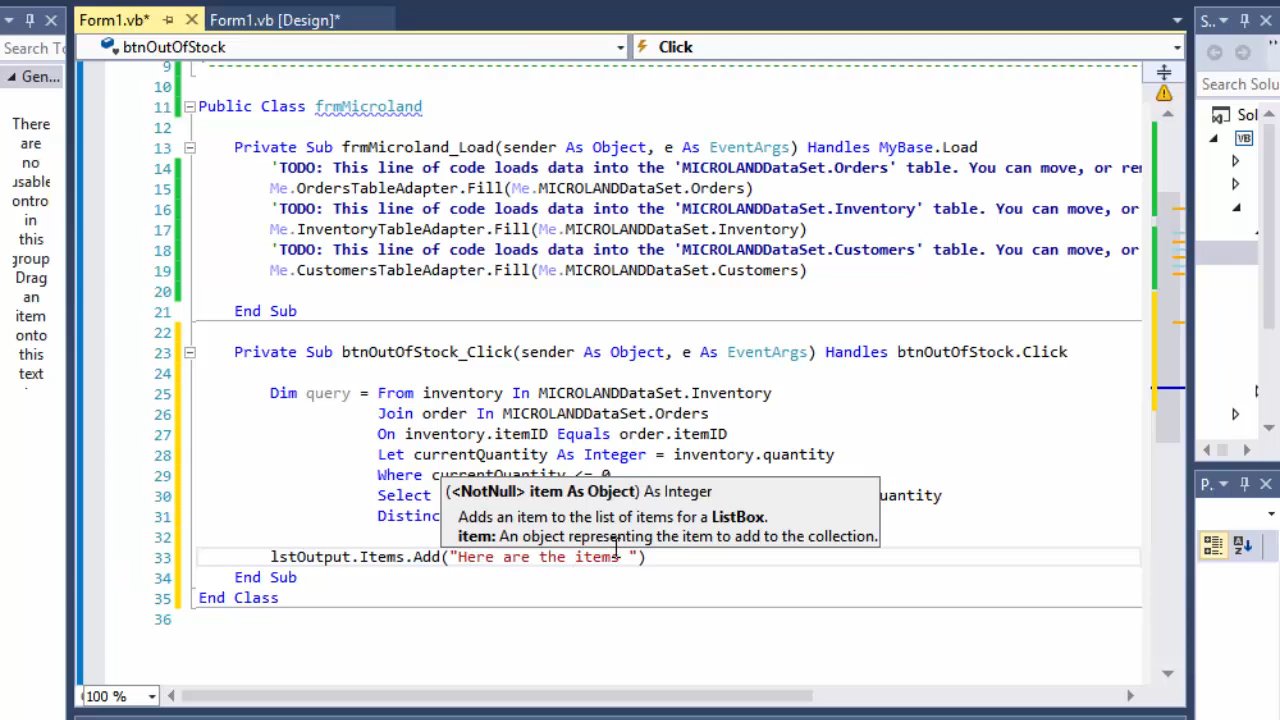 Form1.vb*
Form1.vb [Design]*
S..
Search To
btnOutOfStock
Click
Gen...
There
are
no
usable
ontro
in
this
group
Drag
an
item
onto
this
text
Search Solu
Sol
VB
P.
9 '--------------------------------------------------------
10
11 Public Class frmMicroland
12
13 Private Sub frmMicroland_Load(sender As Object, e As EventArgs) Handles MyBase.Load
14 'TODO: This line of code loads data into the 'MICROLANDDataSet.Orders' table. You can move, or rem
15 Me.OrdersTableAdapter.Fill(Me.MICROLANDDataSet.Orders)
16 'TODO: This line of code loads data into the 'MICROLANDDataSet.Inventory' table. You can move, or
17 Me.InventoryTableAdapter.Fill(Me.MICROLANDDataSet.Inventory)
18 'TODO: This line of code loads data into the 'MICROLANDDataSet.Customers' table. You can move, or
19 Me.CustomersTableAdapter.Fill(Me.MICROLANDDataSet.Customers)
20
21 End Sub
22
23 Private Sub btnOutOfStock_Click(sender As Object, e As EventArgs) Handles btnOutOfStock.Click
24
25 Dim query = From inventory In MICROLANDDataSet.Inventory
26 Join order In MICROLANDDataSet.Orders
27 On inventory.itemID Equals order.itemID
28 Let currentQuantity As Integer = inventory.quantity
29 Where currentQuantity <= 0
30 Select uantity
31 Distinc
(<NotNull> item As Object) As Integer
Adds an item to the list of items for a ListBox.
item: An object representing the item to add to the collection.
32
33 lstOutput.Items.Add("Here are the items ")
34 End Sub
35 End Class
36
100 %